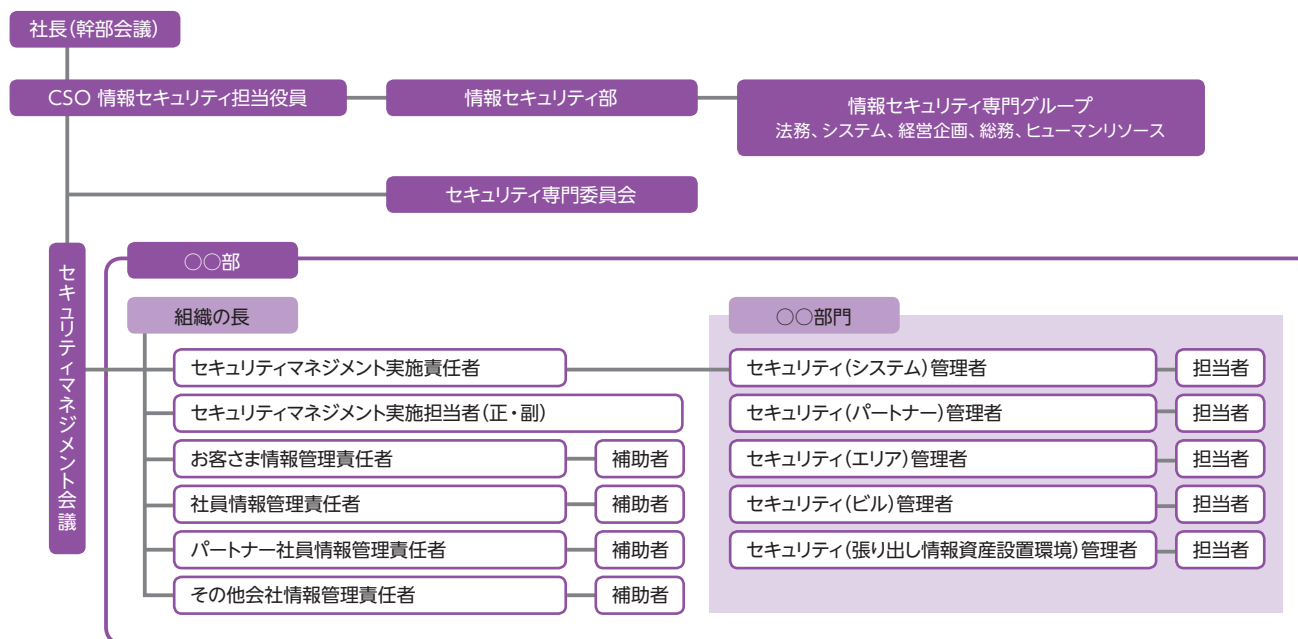 社長(幹部会議)
CSO 情報セキュリティ担当役員
情報セキュリティ部
情報セキュリティ専門グループ
法務、システム、経営企画、総務、ヒューマンリソース
セキュリティ専門委員会
セキュリティマネジメント会議
○○部
組織の長
セキュリティマネジメント実施責任者
セキュリティマネジメント実施担当者(正・副)
お客さま情報管理責任者
補助者
社員情報管理責任者
補助者
パートナー社員情報管理責任者
補助者
その他会社情報管理責任者
補助者
○○部門
セキュリティ(システム)管理者
担当者
セキュリティ(パートナー)管理者
担当者
セキュリティ(エリア)管理者
担当者
セキュリティ(ビル)管理者
担当者
セキュリティ(張り出し情報資産設置環境)管理者
担当者